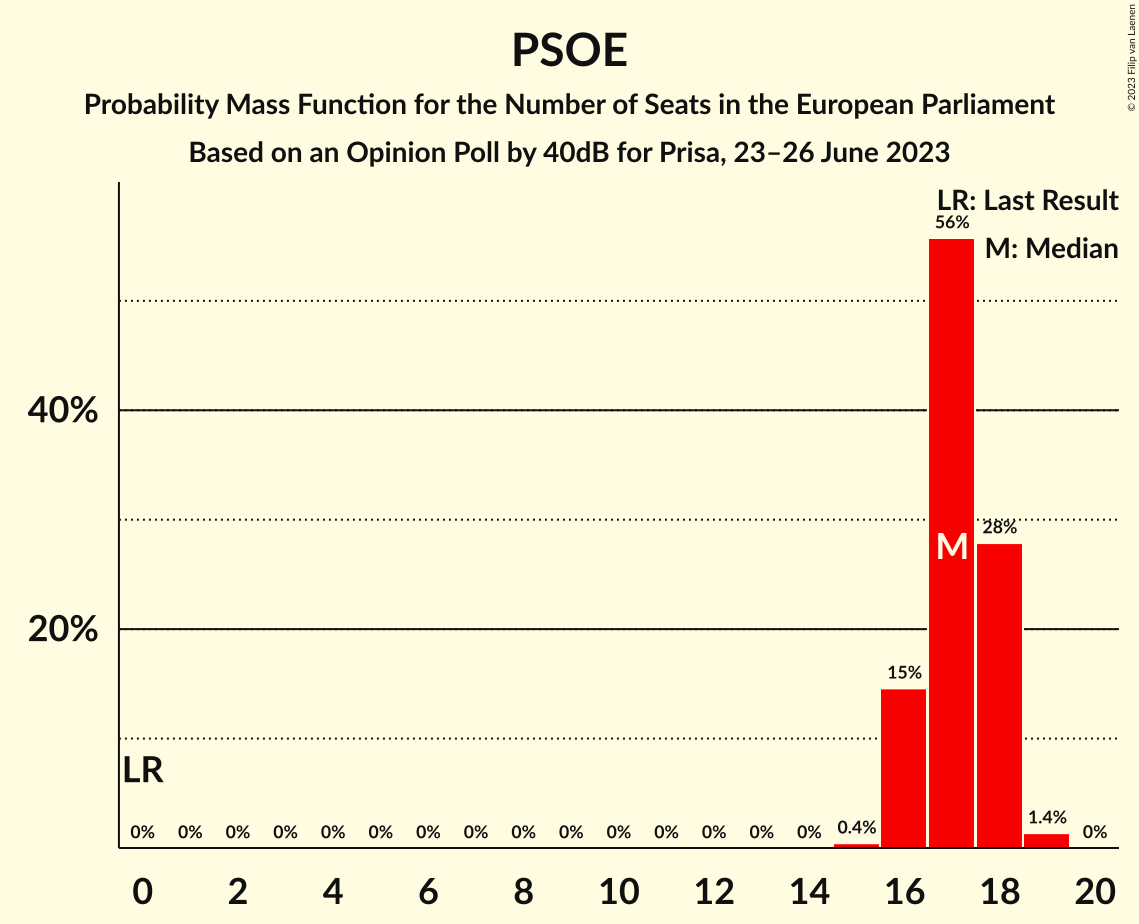 PSOE
Probability Mass Function for the Number of Seats in the European Parliament
Based on an Opinion Poll by 40dB for Prisa, 23–26 June 2023
© 2023 Filip van Laenen
LR: Last Result
M: Median
56%
40%
28%
M
20%
15%
LR
0% 0% 0% 0% 0% 0% 0% 0% 0% 0% 0% 0% 0% 0% 0% 0.4% 1.4% 0%
0 2 4 6 8 10 12 14 16 18 20